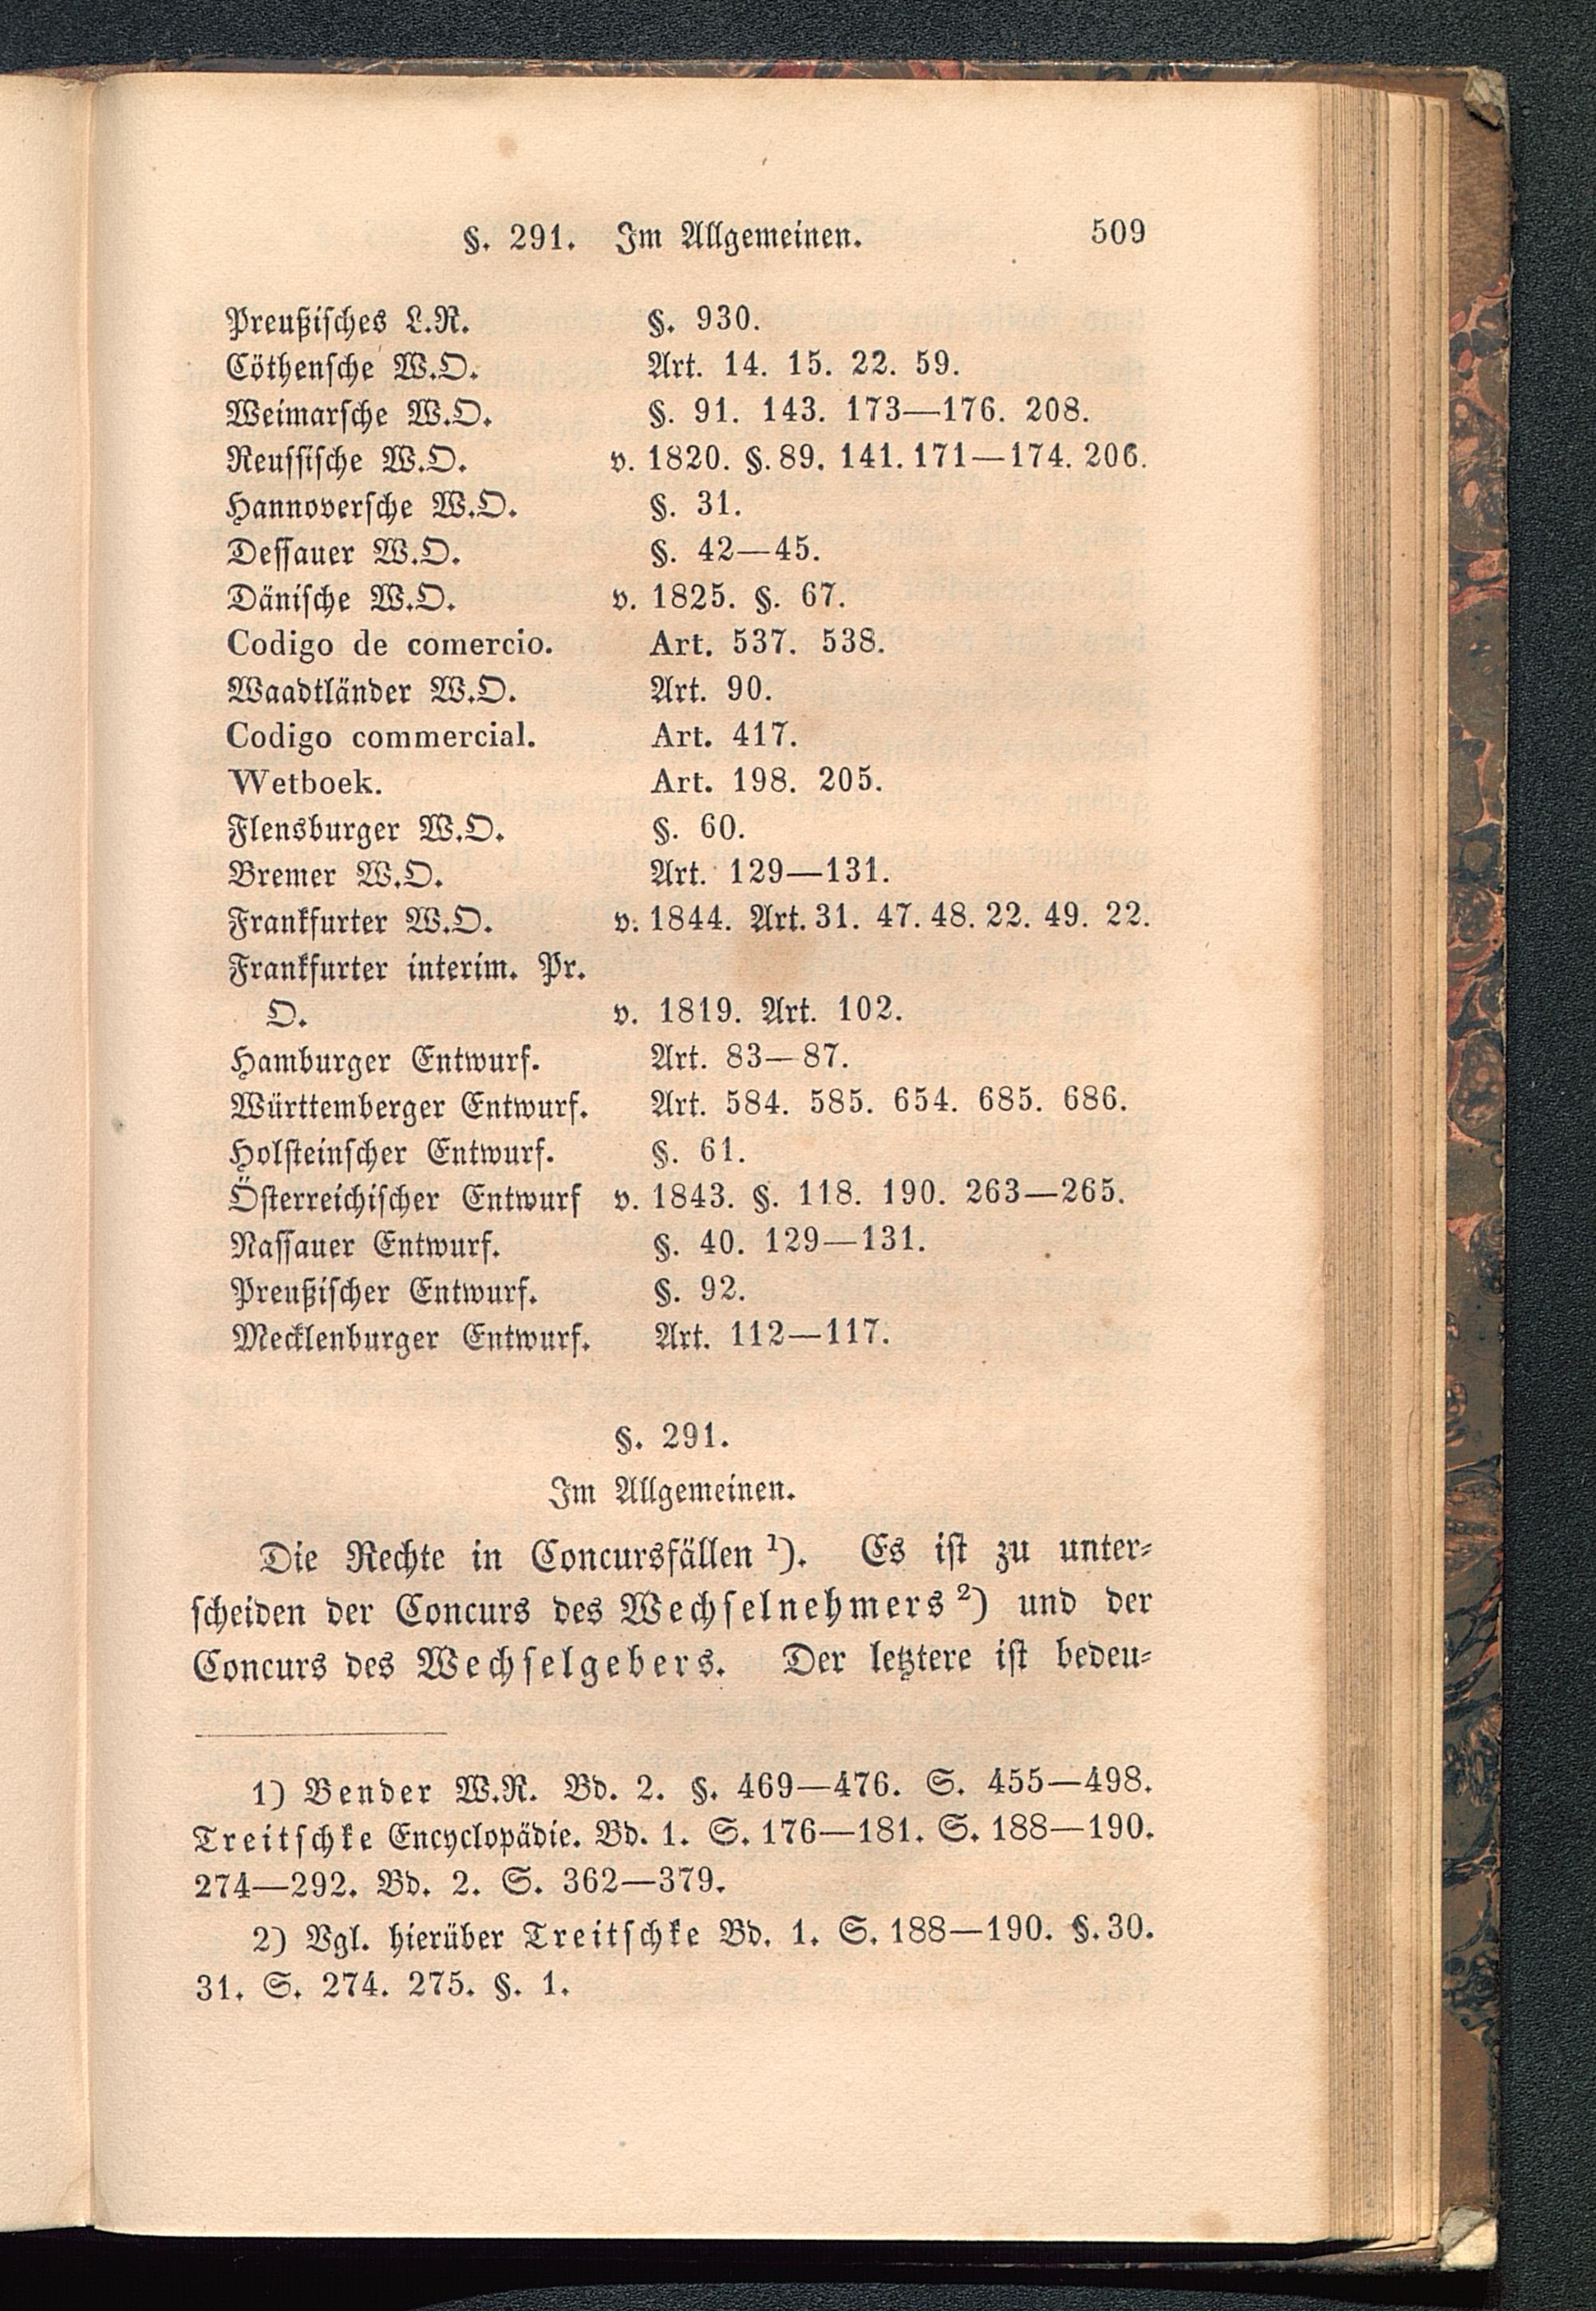 §. 291. Im Allgemeinen. 509
Preußisches L.R. §. 930.
Cöthensche W.O. Art. 14. 15. 22. 59.
Weimarsche W.O. §. 91. 143. 173—176. 208.
Reussische W.O. v. 1820. §. 89. 141. 171—174. 206.
Hannoversche W.O. §. 31.
Dessauer W.O. §. 42—45.
Dänische W.O. v. 1825. §. 67.
Codigo de comercio. Art. 537. 538.
Waadtländer W.O. Art. 90.
Codigo commercial. Art. 417.
Wetboek. Art. 198. 205.
Flensburger W.O. §. 60.
Bremer W.O. Art. 129—131.
Frankfurter W.O. v. 1844. Art. 31. 47. 48. 22. 49. 22.
Frankfurter interim. Pr.
O. v. 1819. Art. 102.
Hamburger Entwurf. Art. 83—87.
Württemberger Entwurf. Art. 584. 585. 654. 685. 686.
Holsteinscher Entwurf. §. 61.
Österreichischer Entwurf v. 1843. §. 118. 190. 263—265.
Nassauer Entwurf. §. 40. 129—131.
Preußischer Entwurf. §. 92.
Mecklenburger Entwurf. Art. 112—117.
§. 291.
Im Allgemeinen.
Die Rechte in Concursfällen ¹). Es ist zu unter-
scheiden der Concurs des Wechselnehmers ²) und der
Concurs des Wechselgebers. Der letztere ist bedeu-
1) Bender W.R. Bd. 2. §. 469—476. S. 455—498.
Treitschke Encyclopädie. Bd. 1. S. 176—181. S. 188—190.
274—292. Bd. 2. S. 362—379.
2) Vgl. hierüber Treitschke Bd. 1. S. 188—190. §. 30.
31. S. 274. 275. §. 1.